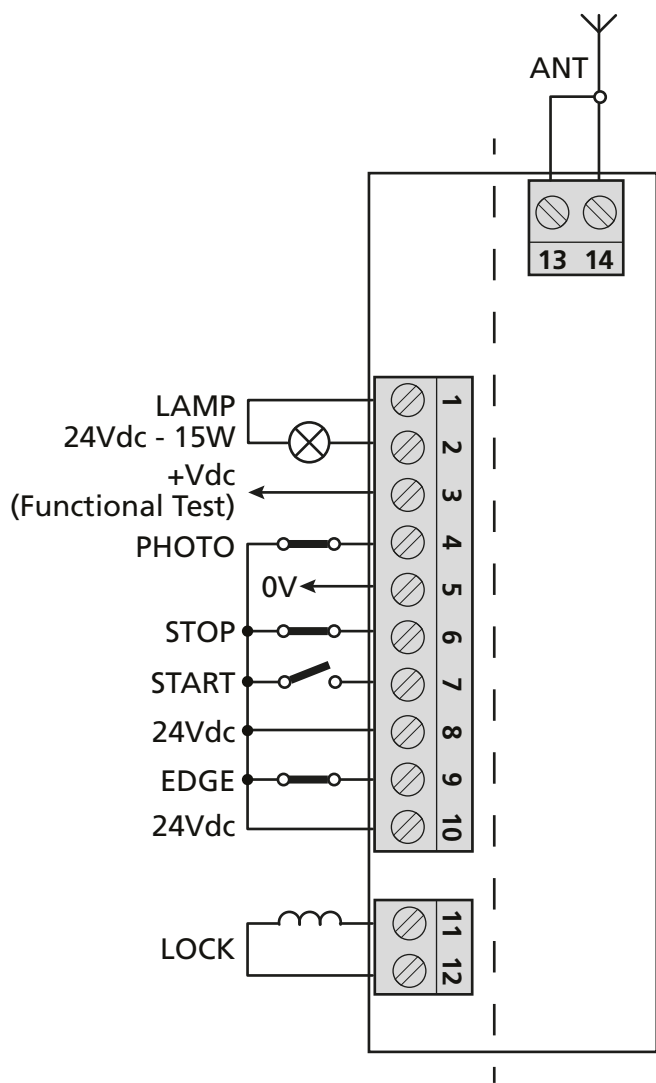 ANT
13 14
LAMP
24Vdc - 15W
+Vdc
(Functional Test)
PHOTO
0V
STOP
START
24Vdc
EDGE
24Vdc
1
2
3
4
5
6
7
8
9
10
LOCK
11
12